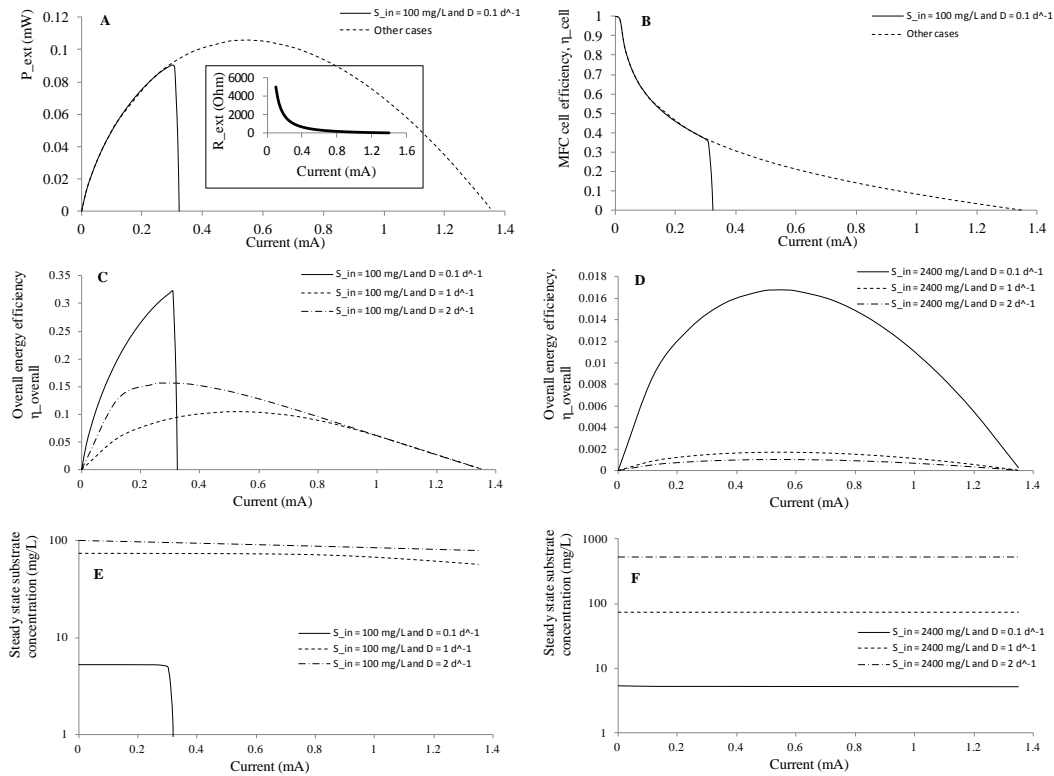 A
S_in = 100 mg/L and D = 0.1 d^-1
Other cases
P_ext (mW)
0.12
0.1
0.08
0.06
0.04
0.02
0
0 0.2 0.4 0.6 0.8 1 1.2 1.4
Current (mA)
R_ext (Ohm)
6000
4000
2000
0
0 0.4 0.8 1.2 1.6
Current (mA)
B
S_in = 100 mg/L and D = 0.1 d^-1
Other cases
MFC cell efficiency, η_cell
1
0.9
0.8
0.7
0.6
0.5
0.4
0.3
0.2
0.1
0
0 0.2 0.4 0.6 0.8 1 1.2 1.4
Current (mA)
C
S_in = 100 mg/L and D = 0.1 d^-1
S_in = 100 mg/L and D = 1 d^-1
S_in = 100 mg/L and D = 2 d^-1
Overall energy efficiency
η_overall
0.35
0.3
0.25
0.2
0.15
0.1
0.05
0
0 0.2 0.4 0.6 0.8 1 1.2 1.4
Current (mA)
D
S_in = 2400 mg/L and D = 0.1 d^-1
S_in = 2400 mg/L and D = 1 d^-1
S_in = 2400 mg/L and D = 2 d^-1
Overall energy efficiency,
η_overall
0.018
0.016
0.014
0.012
0.01
0.008
0.006
0.004
0.002
0
0 0.2 0.4 0.6 0.8 1 1.2 1.4
Current (mA)
E
Steady state substrate
concentration (mg/L)
100
10
1
S_in = 100 mg/L and D = 0.1 d^-1
S_in = 100 mg/L and D = 1 d^-1
S_in = 100 mg/L and D = 2 d^-1
0 0.2 0.4 0.6 0.8 1 1.2 1.4
Current (mA)
F
Steady state substrate
concentration (mg/L)
1000
100
10
1
S_in = 2400 mg/L and D = 0.1 d^-1
S_in = 2400 mg/L and D = 1 d^-1
S_in = 2400 mg/L and D = 2 d^-1
0 0.2 0.4 0.6 0.8 1 1.2 1.4
Current (mA)